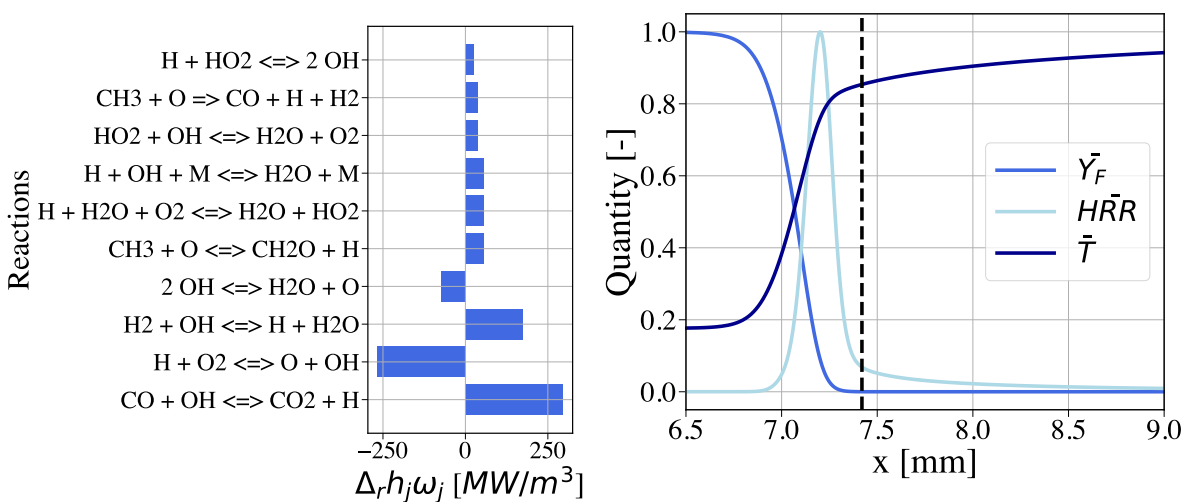 Reactions
H + HO2 <=> 2 OH
CH3 + O => CO + H + H2
HO2 + OH <=> H2O + O2
H + OH + M <=> H2O + M
H + H2O + O2 <=> H2O + HO2
CH3 + O <=> CH2O + H
2 OH <=> H2O + O
H2 + OH <=> H + H2O
H + O2 <=> O + OH
CO + OH <=> CO2 + H
−250 0 250
Δ_r h_j ω_j [MW/m³]
Quantity [-]
1.0
0.8
0.6
0.4
0.2
0.0
Ȳ_F
HR̄R
T̄
6.5 7.0 7.5 8.0 8.5 9.0
x [mm]